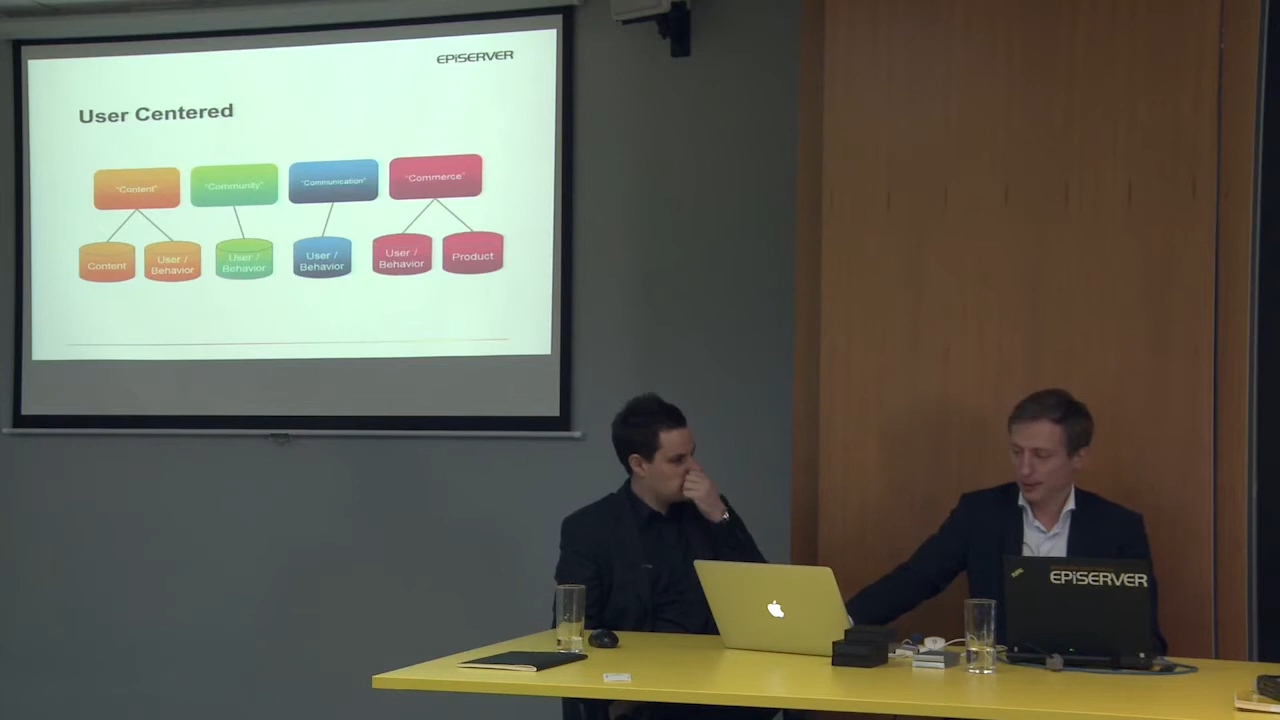 EPiSERVER
User Centered
"Content"
"Community"
"Communication"
"Commerce"
Content
User /
Behavior
User /
Behavior
User /
Behavior
User /
Behavior
Product
EPiSERVER